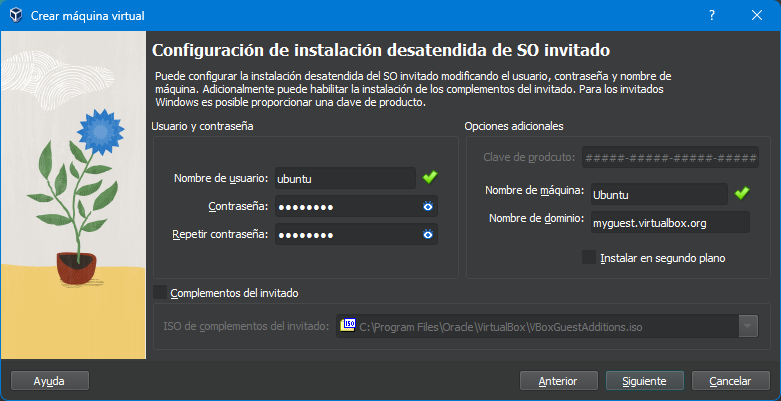 Crear máquina virtual
Configuración de instalación desatendida de SO invitado
Puede configurar la instalación desatendida del SO invitado modificando el usuario, contraseña y nombre de
máquina. Adicionalmente puede habilitar la instalación de los complementos del invitado. Para los invitados
Windows es posible proporcionar una clave de producto.
Usuario y contraseña
Nombre de usuario: ubuntu
Contraseña: ●●●●●●●●
Repetir contraseña: ●●●●●●●●
Opciones adicionales
Clave de prodcuto: #####-#####-#####-#####
Nombre de máquina: Ubuntu
Nombre de dominio: myguest.virtualbox.org
Instalar en segundo plano
Complementos del invitado
ISO de complementos del invitado: ISO C:\Program Files\Oracle\VirtualBox\VBoxGuestAdditions.iso
Ayuda
Anterior
Siguiente
Cancelar